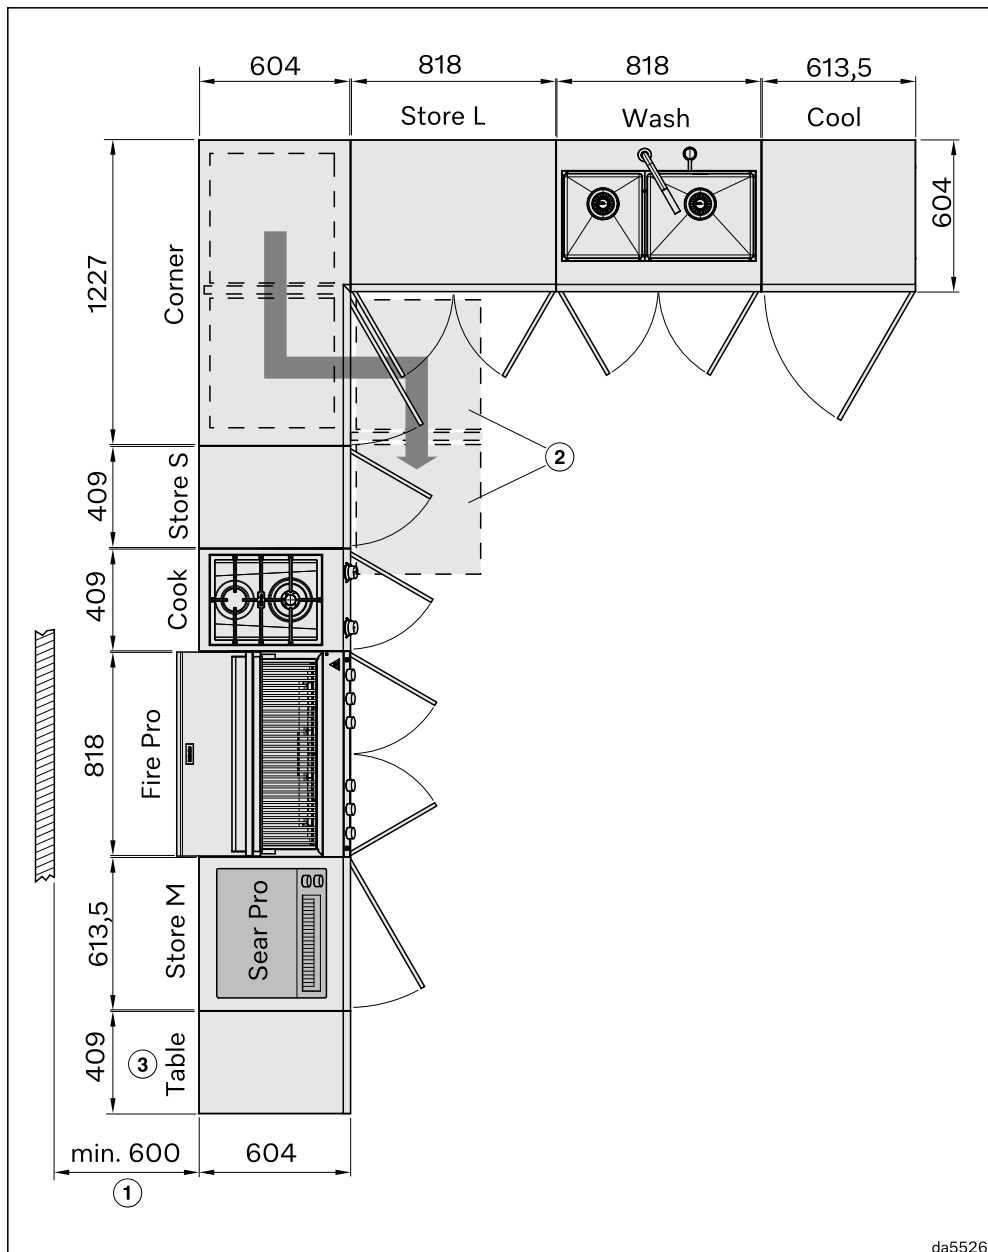 604
818
818
613,5
Store L
Wash
Cool
604
1227
Corner
2
409
Store S
409
Cook
818
Fire Pro
613,5
Store M
Sear Pro
409
3
Table
min. 600
604
1
da5526